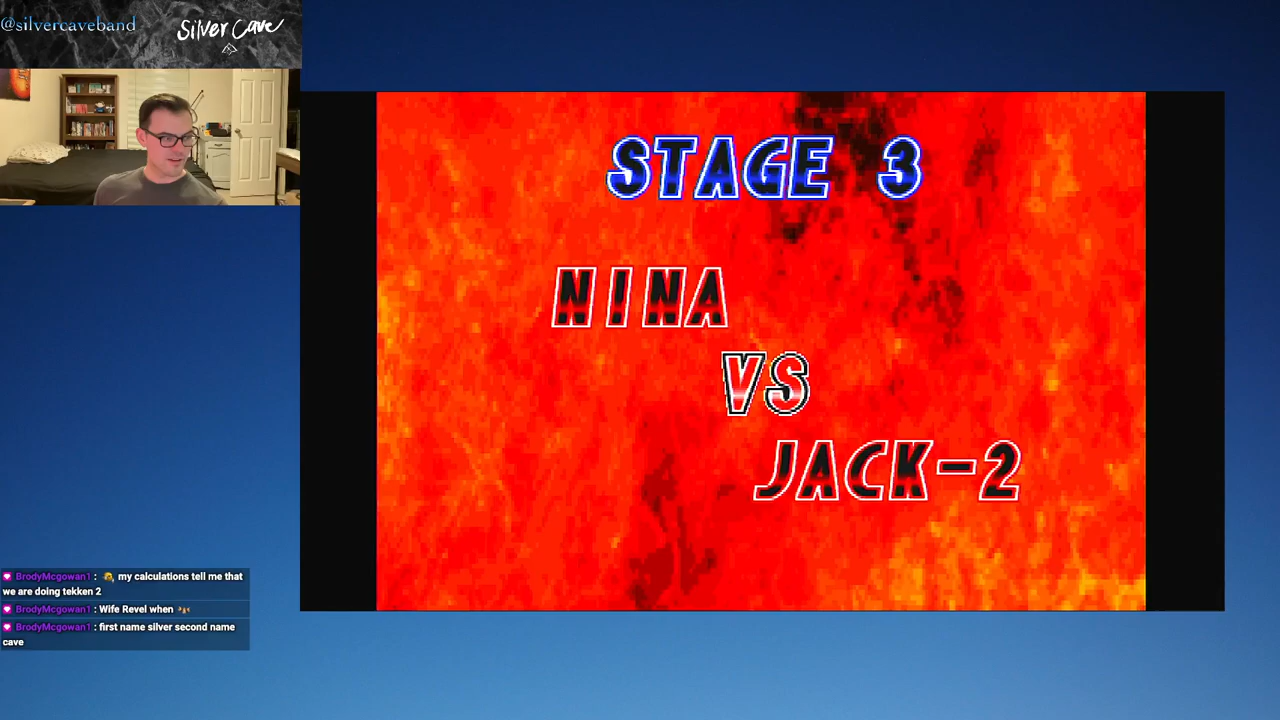 @silvercaveband
Silver Cave
STAGE 3
NINA
VS
JACK-2
BrodyMcgowan1 : my calculations tell me that
we are doing tekken 2
BrodyMcgowan1 : Wife Revel when
BrodyMcgowan1 : first name silver second name
cave